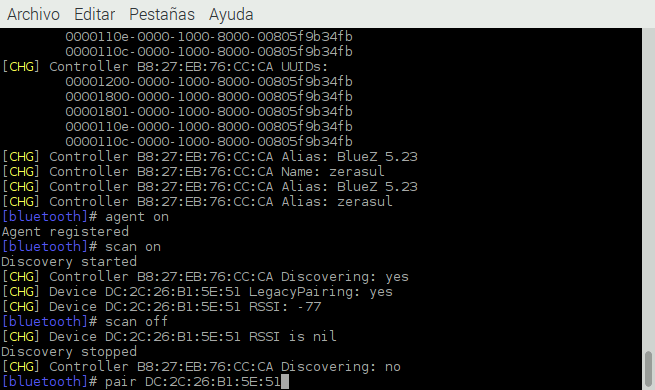 Archivo Editar Pestañas Ayuda
0000110e-0000-1000-8000-00805f9b34fb
0000110c-0000-1000-8000-00805f9b34fb
[CHG] Controller B8:27:EB:76:CC:CA UUIDs:
00001200-0000-1000-8000-00805f9b34fb
00001800-0000-1000-8000-00805f9b34fb
00001801-0000-1000-8000-00805f9b34fb
0000110e-0000-1000-8000-00805f9b34fb
0000110c-0000-1000-8000-00805f9b34fb
[CHG] Controller B8:27:EB:76:CC:CA Alias: BlueZ 5.23
[CHG] Controller B8:27:EB:76:CC:CA Name: zerasul
[CHG] Controller B8:27:EB:76:CC:CA Alias: BlueZ 5.23
[CHG] Controller B8:27:EB:76:CC:CA Alias: zerasul
[bluetooth]# agent on
Agent registered
[bluetooth]# scan on
Discovery started
[CHG] Controller B8:27:EB:76:CC:CA Discovering: yes
[CHG] Device DC:2C:26:B1:5E:51 LegacyPairing: yes
[CHG] Device DC:2C:26:B1:5E:51 RSSI: -77
[bluetooth]# scan off
[CHG] Device DC:2C:26:B1:5E:51 RSSI is nil
Discovery stopped
[CHG] Controller B8:27:EB:76:CC:CA Discovering: no
[bluetooth]# pair DC:2C:26:B1:5E:51